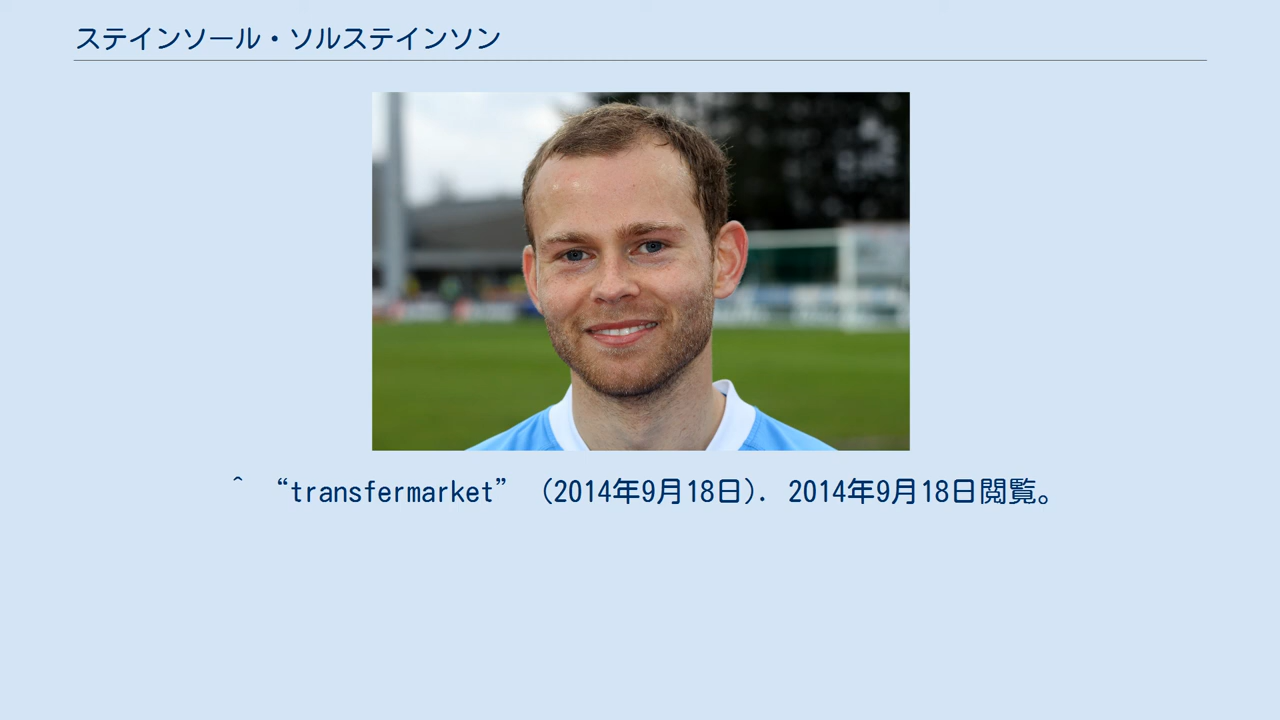 ステインソール・ソルステインソン
^ “transfermarket” (2014年9月18日). 2014年9月18日閲覧。